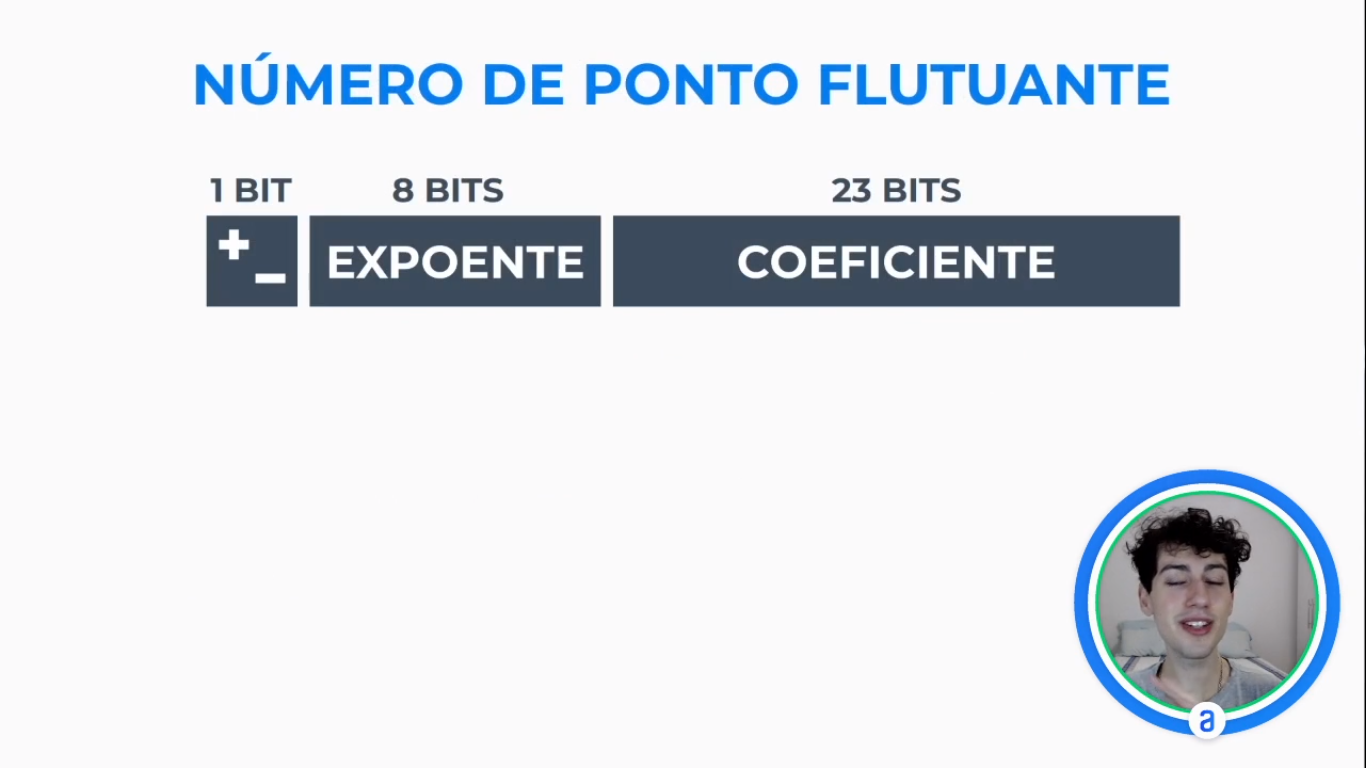 NÚMERO DE PONTO FLUTUANTE
1 BIT 8 BITS 23 BITS
+ - EXPOENTE COEFICIENTE
a